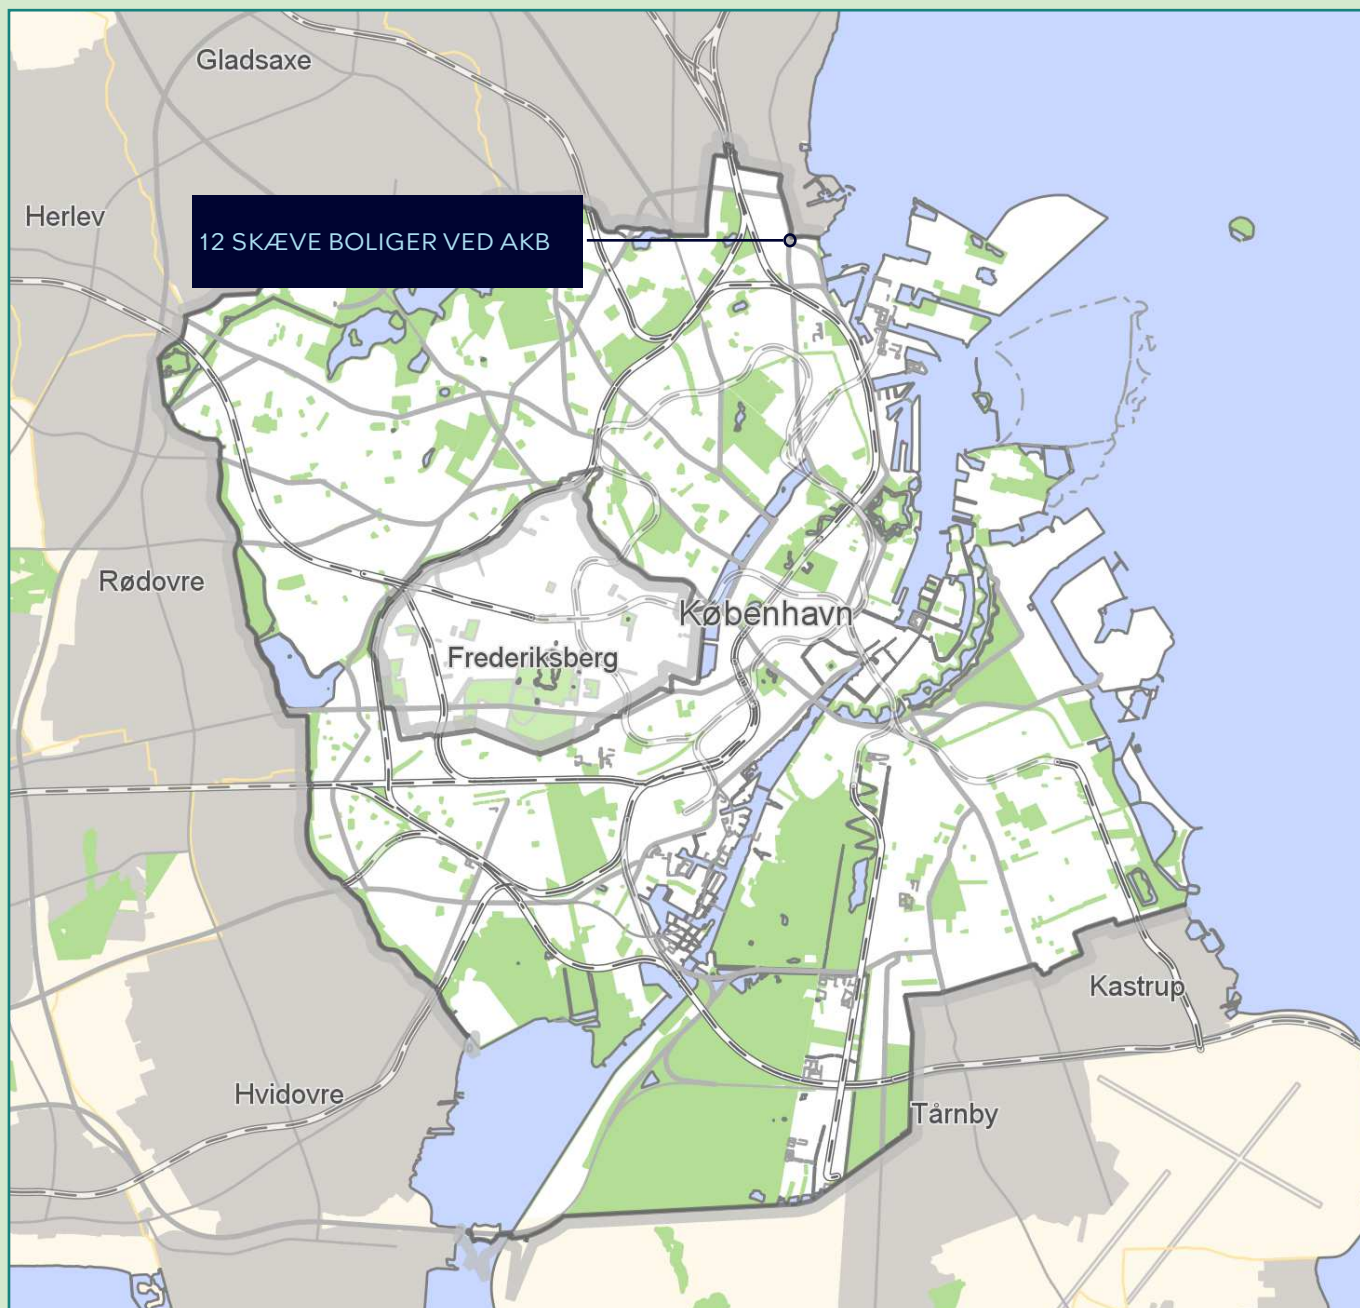 Gladsaxe
Herlev
12 SKÆVE BOLIGER VED AKB
Rødovre
København
Frederiksberg
Kastrup
Hvidovre
Tårnby